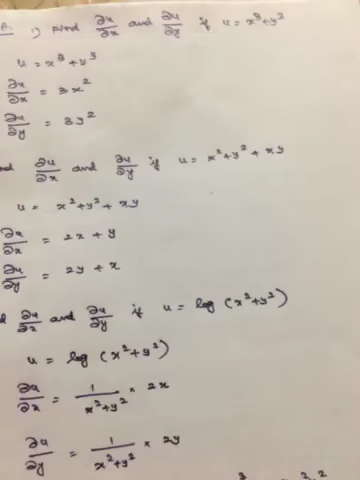 A. 1) Find ∂u/∂x and ∂u/∂y if u = x³+y³
u = x³+y³
∂u/∂x = 3x²
∂u/∂y = 3y²
∂u/∂x and ∂u/∂y if u = x²+y²+xy
u = x²+y²+xy
∂u/∂x = 2x+y
∂u/∂y = 2y+x
∂u/∂x and ∂u/∂y if u = log (x²+y²)
u = log (x²+y²)
∂u/∂x = 1/x²+y² × 2x
∂u/∂y = 1/x²+y² × 2y